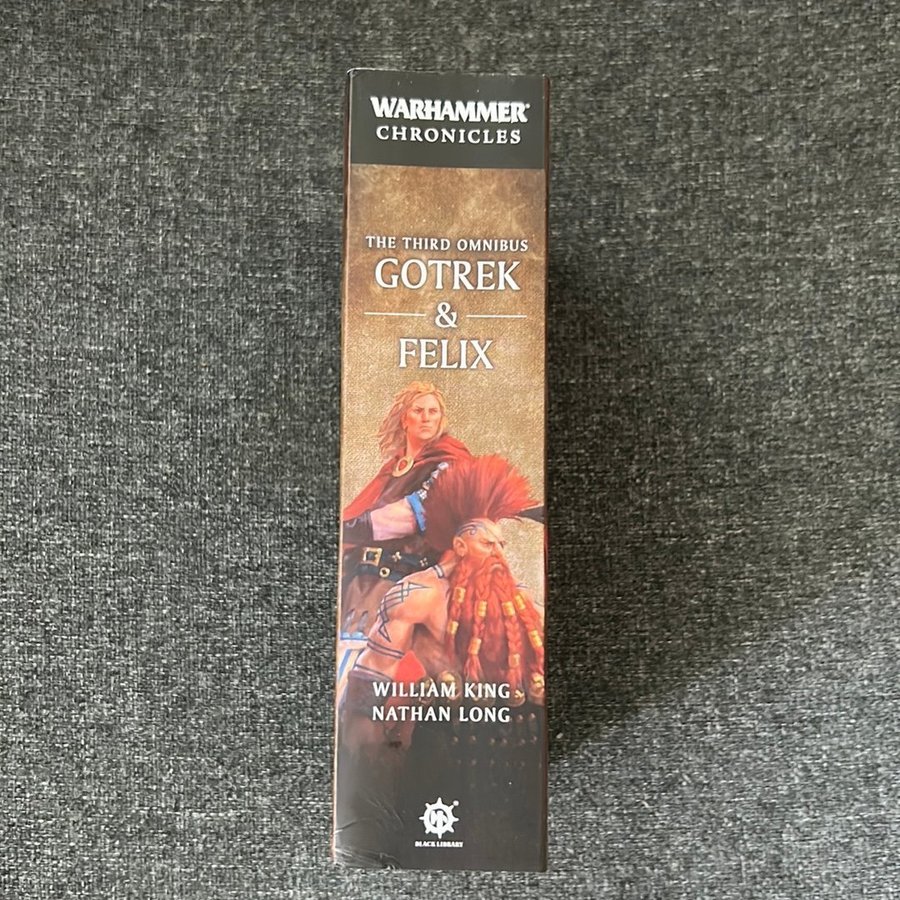 WARHAMMER®
CHRONICLES
THE THIRD OMNIBUS
GOTREK
&
FELIX
WILLIAM KING
NATHAN LONG
BLACK LIBRARY